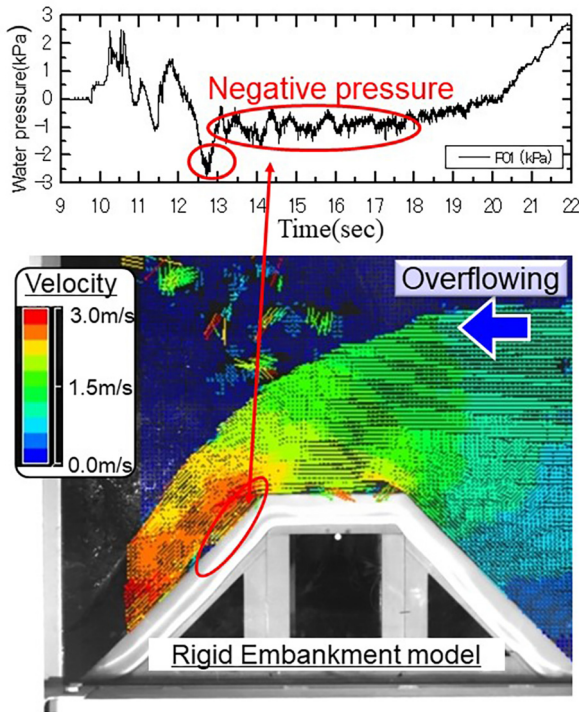 3
2
1
0
-1
-2
-3
Water pressure(kPa)
Negative pressure
P01 (kPa)
9 10 11 12 13 14 15 16 17 18 19 20 21 22
Time(sec)
Velocity
3.0m/s
1.5m/s
0.0m/s
Overflowing
Rigid Embankment model